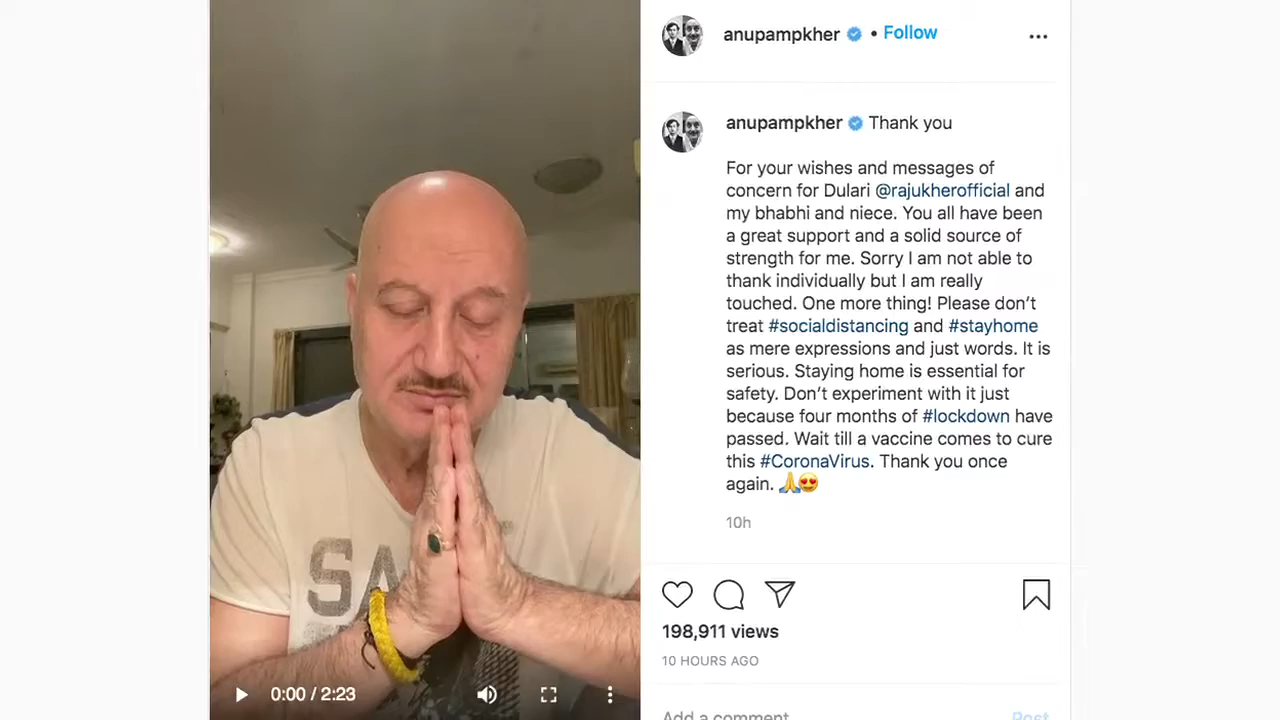 anupampkher • Follow
anupampkher Thank you
For your wishes and messages of
concern for Dulari @rajukherofficial and
my bhabhi and niece. You all have been
a great support and a solid source of
strength for me. Sorry I am not able to
thank individually but I am really
touched. One more thing! Please don’t
treat #socialdistancing and #stayhome
as mere expressions and just words. It is
serious. Staying home is essential for
safety. Don’t experiment with it just
because four months of #lockdown have
passed. Wait till a vaccine comes to cure
this #CoronaVirus. Thank you once
again. 🙏😍
10h
198,911 views
10 HOURS AGO
Add a comment Post
SA
0:00 / 2:23